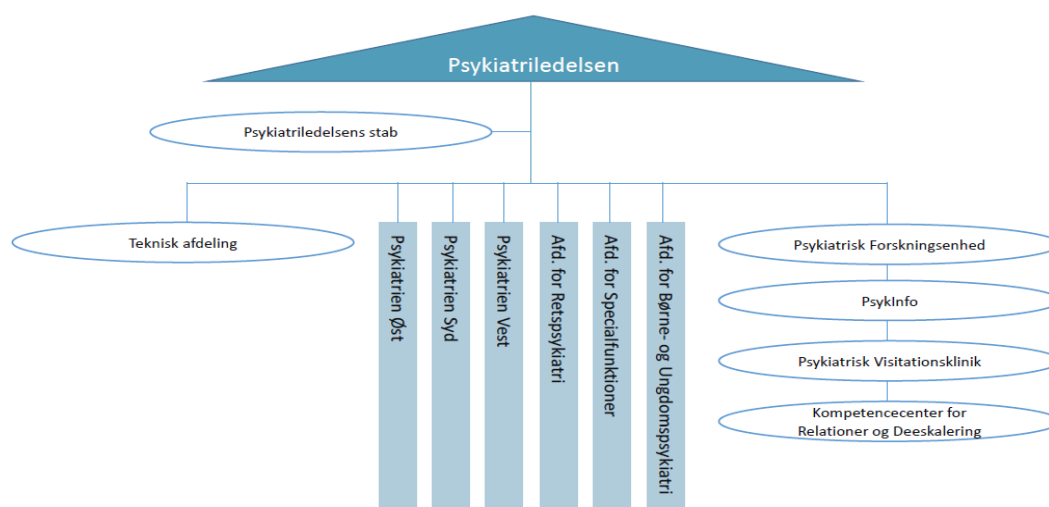 Psykiatriledelsen
Psykiatriledelsens stab
Teknisk afdeling
Psykiatrien Øst
Psykiatrien Syd
Psykiatrien Vest
Afd. for Retspsykiatri
Afd. for Specialfunktioner
Afd. for Børne- og Ungdomspsykiatri
Psykiatrisk Forskningsenhed
PsykInfo
Psykiatrisk Visitationsklinik
Kompetencecenter for
Relationer og Deeskalering